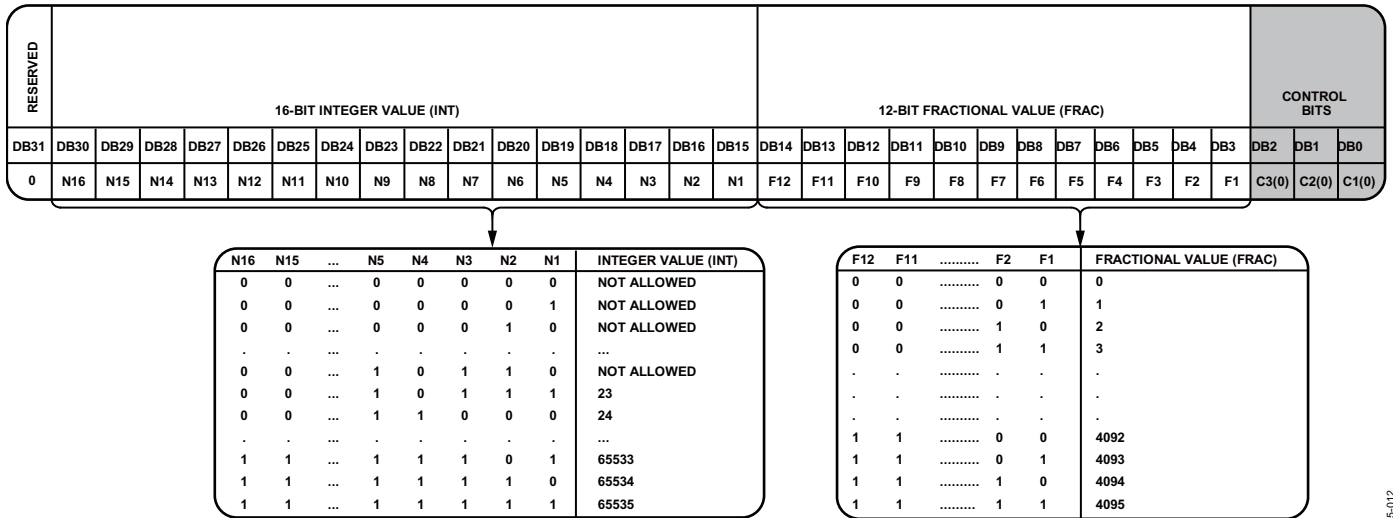 RESERVED
16-BIT INTEGER VALUE (INT)
12-BIT FRACTIONAL VALUE (FRAC)
CONTROL
BITS
DB31 DB30 DB29 DB28 DB27 DB26 DB25 DB24 DB23 DB22 DB21 DB20 DB19 DB18 DB17 DB16 DB15 DB14 DB13 DB12 DB11 DB10 DB9 DB8 DB7 DB6 DB5 DB4 DB3 DB2 DB1 DB0
0 N16 N15 N14 N13 N12 N11 N10 N9 N8 N7 N6 N5 N4 N3 N2 N1 F12 F11 F10 F9 F8 F7 F6 F5 F4 F3 F2 F1 C3(0) C2(0) C1(0)
N16 N15 ... N5 N4 N3 N2 N1 INTEGER VALUE (INT)
0 0 ... 0 0 0 0 0 NOT ALLOWED
0 0 ... 0 0 0 0 1 NOT ALLOWED
0 0 ... 0 0 0 1 0 NOT ALLOWED
. . ... . . . . . ...
0 0 ... 1 0 1 1 0 NOT ALLOWED
0 0 ... 1 0 1 1 1 23
0 0 ... 1 1 0 0 0 24
. . ... . . . . . ...
1 1 ... 1 1 1 0 1 65533
1 1 ... 1 1 1 1 0 65534
1 1 ... 1 1 1 1 1 65535
F12 F11 .......... F2 F1 FRACTIONAL VALUE (FRAC)
0 0 .......... 0 0 0
0 0 .......... 0 1 1
0 0 .......... 1 0 2
0 0 .......... 1 1 3
. . .......... . . .
. . .......... . . .
. . .......... . . .
1 1 .......... 0 0 4092
1 1 .......... 0 1 4093
1 1 .......... 1 0 4094
1 1 ......... 1 1 4095